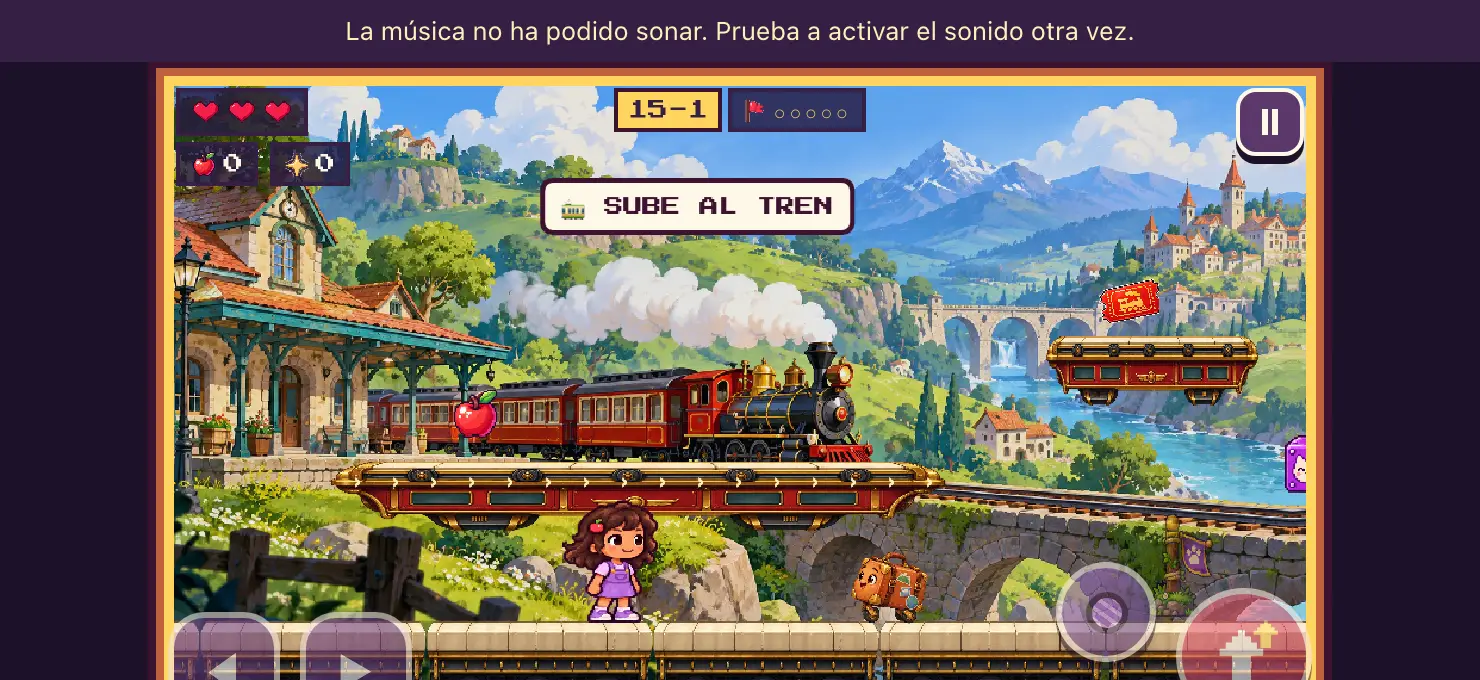 La música no ha podido sonar. Prueba a activar el sonido otra vez.
15-1
0
0
SUBE AL TREN